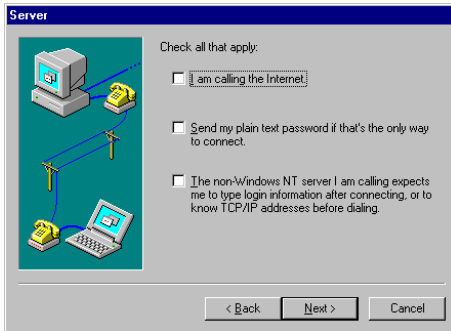 Server
Check all that apply:
I am calling the Internet.
Send my plain text password if that's the only way
to connect.
The non-Windows NT server I am calling expects
me to type login information after connecting, or to
know TCP/IP addresses before dialing.
< Back
Next >
Cancel